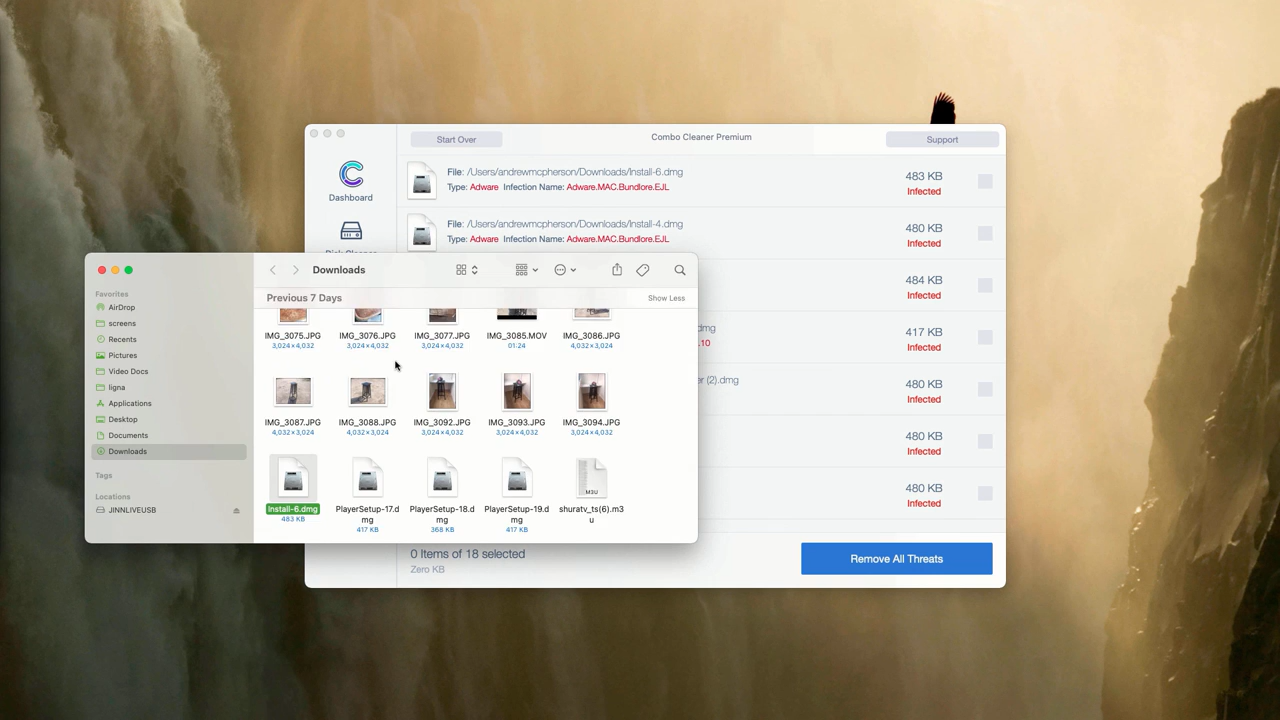 Start Over
Combo Cleaner Premium
Support
Dashboard
File: /Users/andrewmcpherson/Downloads/Install-6.dmg
Type: Adware Infection Name: Adware.MAC.Bundlore.EJL
483 KB
Infected
File: /Users/andrewmcpherson/Downloads/Install-4.dmg
Type: Adware Infection Name: Adware.MAC.Bundlore.EJL
480 KB
Infected
484 KB
Infected
dmg
.10
417 KB
Infected
er (2).dmg
480 KB
Infected
480 KB
Infected
480 KB
Infected
0 Items of 18 selected
Zero KB
Remove All Threats
Downloads
Favorites
AirDrop
screens
Recents
Pictures
Video Docs
ligna
Applications
Desktop
Documents
Downloads
Tags
Locations
JINNLIVEUSB
Previous 7 Days
Show Less
IMG_3075.JPG
3,024×4,032
IMG_3076.JPG
3,024×4,032
IMG_3077.JPG
3,024×4,032
IMG_3085.MOV
01:24
IMG_3086.JPG
4,032×3,024
IMG_3087.JPG
4,032×3,024
IMG_3088.JPG
4,032×3,024
IMG_3092.JPG
3,024×4,032
IMG_3093.JPG
3,024×4,032
IMG_3094.JPG
3,024×4,032
Install-6.dmg
483 KB
PlayerSetup-17.d
mg
417 KB
PlayerSetup-18.d
mg
368 KB
PlayerSetup-19.d
mg
417 KB
M3U
shuratv_ts(6).m3
u